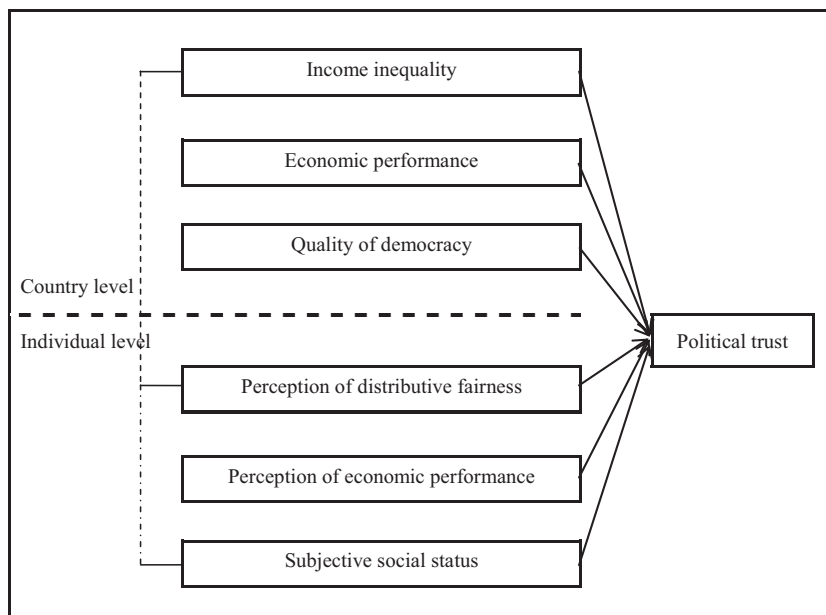 Income inequality
Economic performance
Quality of democracy
Country level
Individual level
Political trust
Perception of distributive fairness
Perception of economic performance
Subjective social status